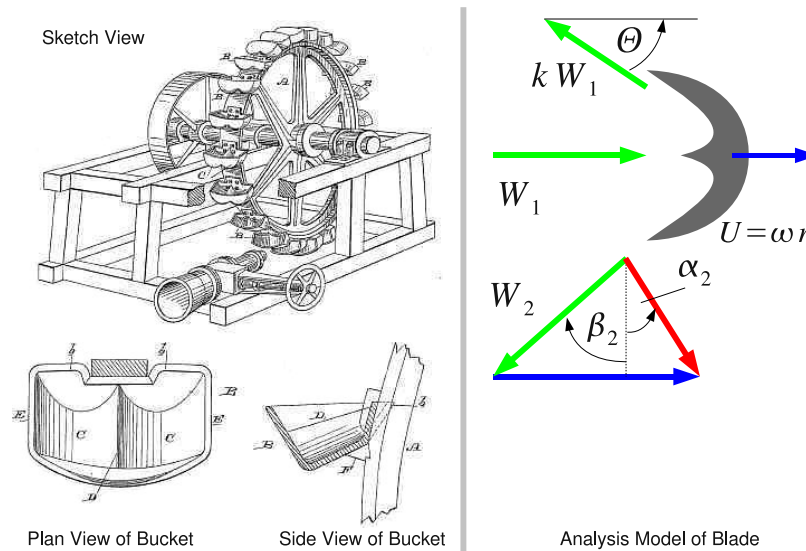 Sketch View
B
B
B
B
A
C
B
B
b
b
B
E
E
C
C
D
Plan View of Bucket
D
B
F
A
Side View of Bucket
Θ
k W₁
W₁
U = ω r
W₂
α₂
β₂
Analysis Model of Blade